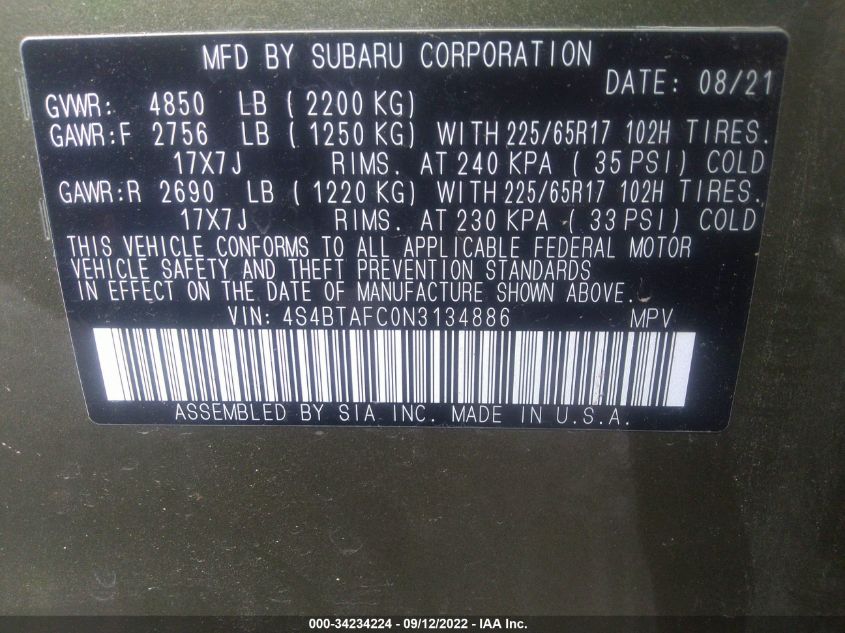 MFD BY SUBARU CORPORATION
DATE: 08/21
GVWR: 4850 LB ( 2200 KG)
GAWR:F 2756 LB ( 1250 KG) WITH 225/65R17 102H TIRES.
17X7J RIMS. AT 240 KPA ( 35 PSI) COLD
GAWR:R 2690 LB ( 1220 KG) WITH 225/65R17 102H TIRES.
17X7J RIMS. AT 230 KPA ( 33 PSI) COLD
THIS VEHICLE CONFORMS TO ALL APPLICABLE FEDERAL MOTOR
VEHICLE SAFETY AND THEFT PREVENTION STANDARDS
IN EFFECT ON THE DATE OF MANUFACTURE SHOWN ABOVE.
VIN: 4S4BTAFC0N3134886 MPV
ASSEMBLED BY SIA INC. MADE IN U.S.A.
000-34234224 - 09/12/2022 - IAA Inc.